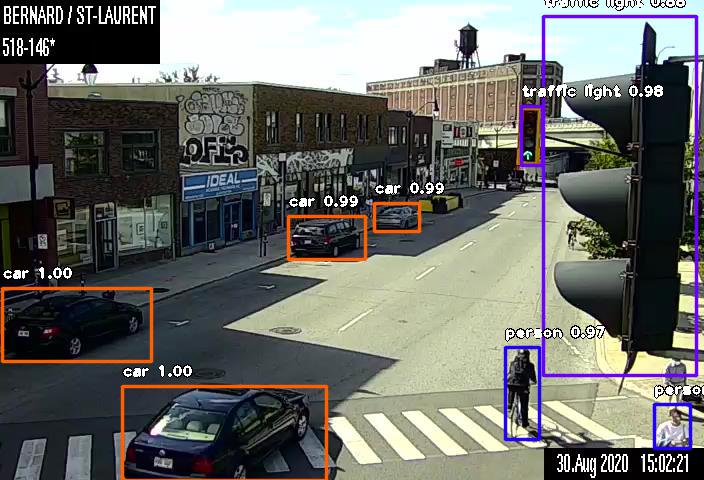 BERNARD / ST-LAURENT
518-146*
traffic light 0.88
traffic light 0.98
IDEAL
car 0.99
car 0.99
car 1.00
person 0.97
car 1.00
30.Aug 2020 15:02:21